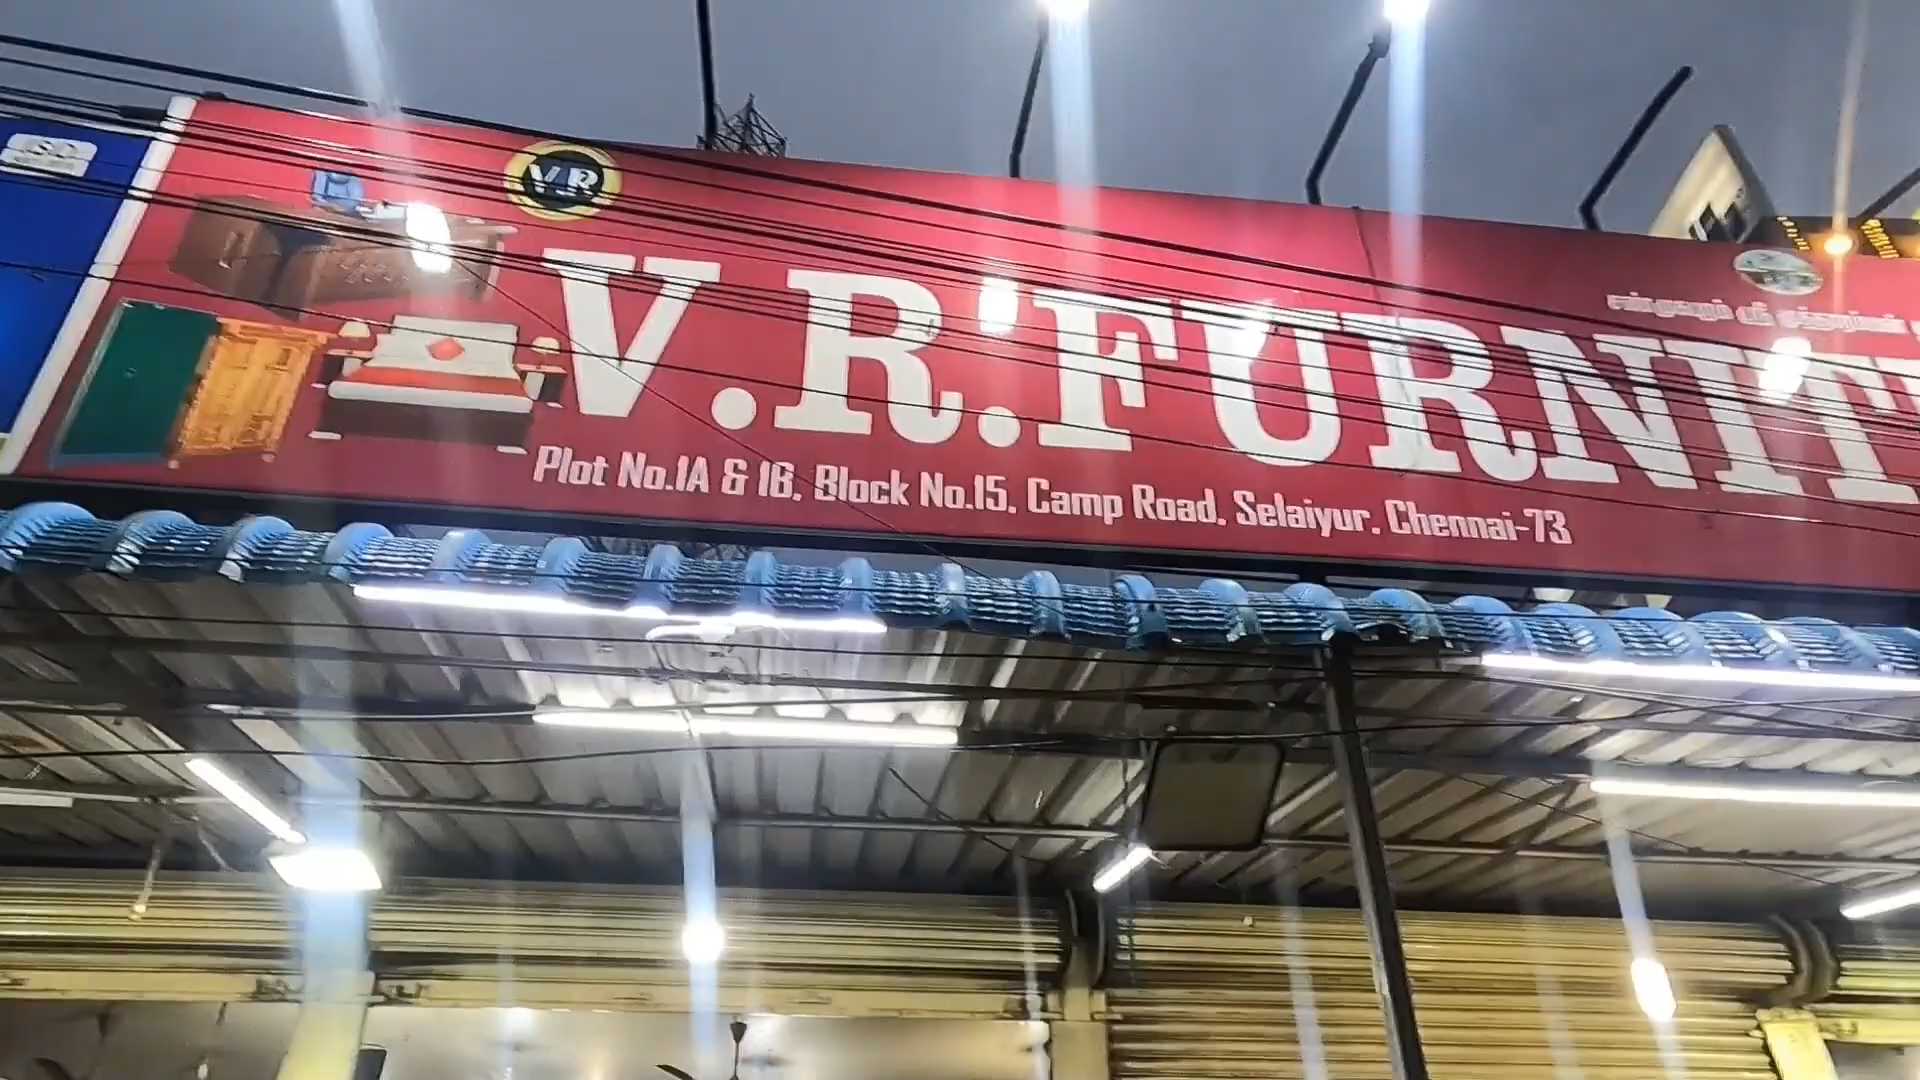 V.R
V.R.FURNIT
Plot No.1A & 1B, Block No.15, Camp Road, Selaiyur, Chennai-73